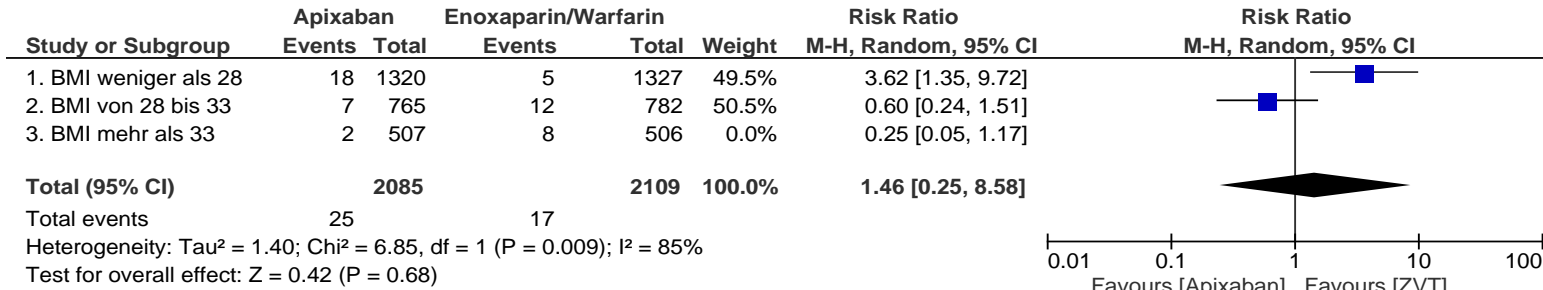 Apixaban Enoxaparin/Warfarin Risk Ratio Risk Ratio
Study or Subgroup Events Total Events Total Weight M-H, Random, 95% CI M-H, Random, 95% CI
1. BMI weniger als 28 18 1320 5 1327 49.5% 3.62 [1.35, 9.72]
2. BMI von 28 bis 33 7 765 12 782 50.5% 0.60 [0.24, 1.51]
3. BMI mehr als 33 2 507 8 506 0.0% 0.25 [0.05, 1.17]
Total (95% CI) 2085 2109 100.0% 1.46 [0.25, 8.58]
Total events 25 17
Heterogeneity: Tau² = 1.40; Chi² = 6.85, df = 1 (P = 0.009); I² = 85%
Test for overall effect: Z = 0.42 (P = 0.68)
0.01 0.1 1 10 100
Favours [Apixaban] Favours [ZVT]